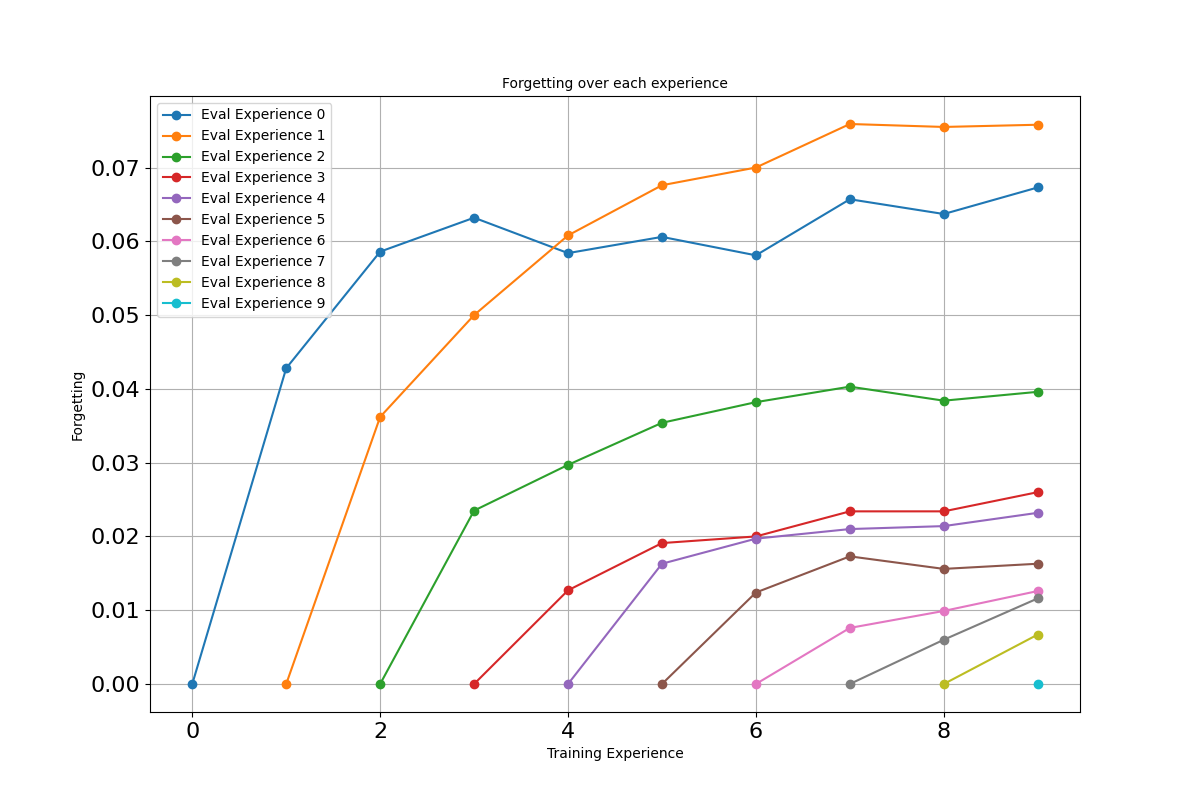 Forgetting over each experience
Eval Experience 0
Eval Experience 1
Eval Experience 2
Eval Experience 3
Eval Experience 4
Eval Experience 5
Eval Experience 6
Eval Experience 7
Eval Experience 8
Eval Experience 9
0.07
0.06
0.05
0.04
0.03
0.02
0.01
0.00
Forgetting
0 2 4 6 8
Training Experience